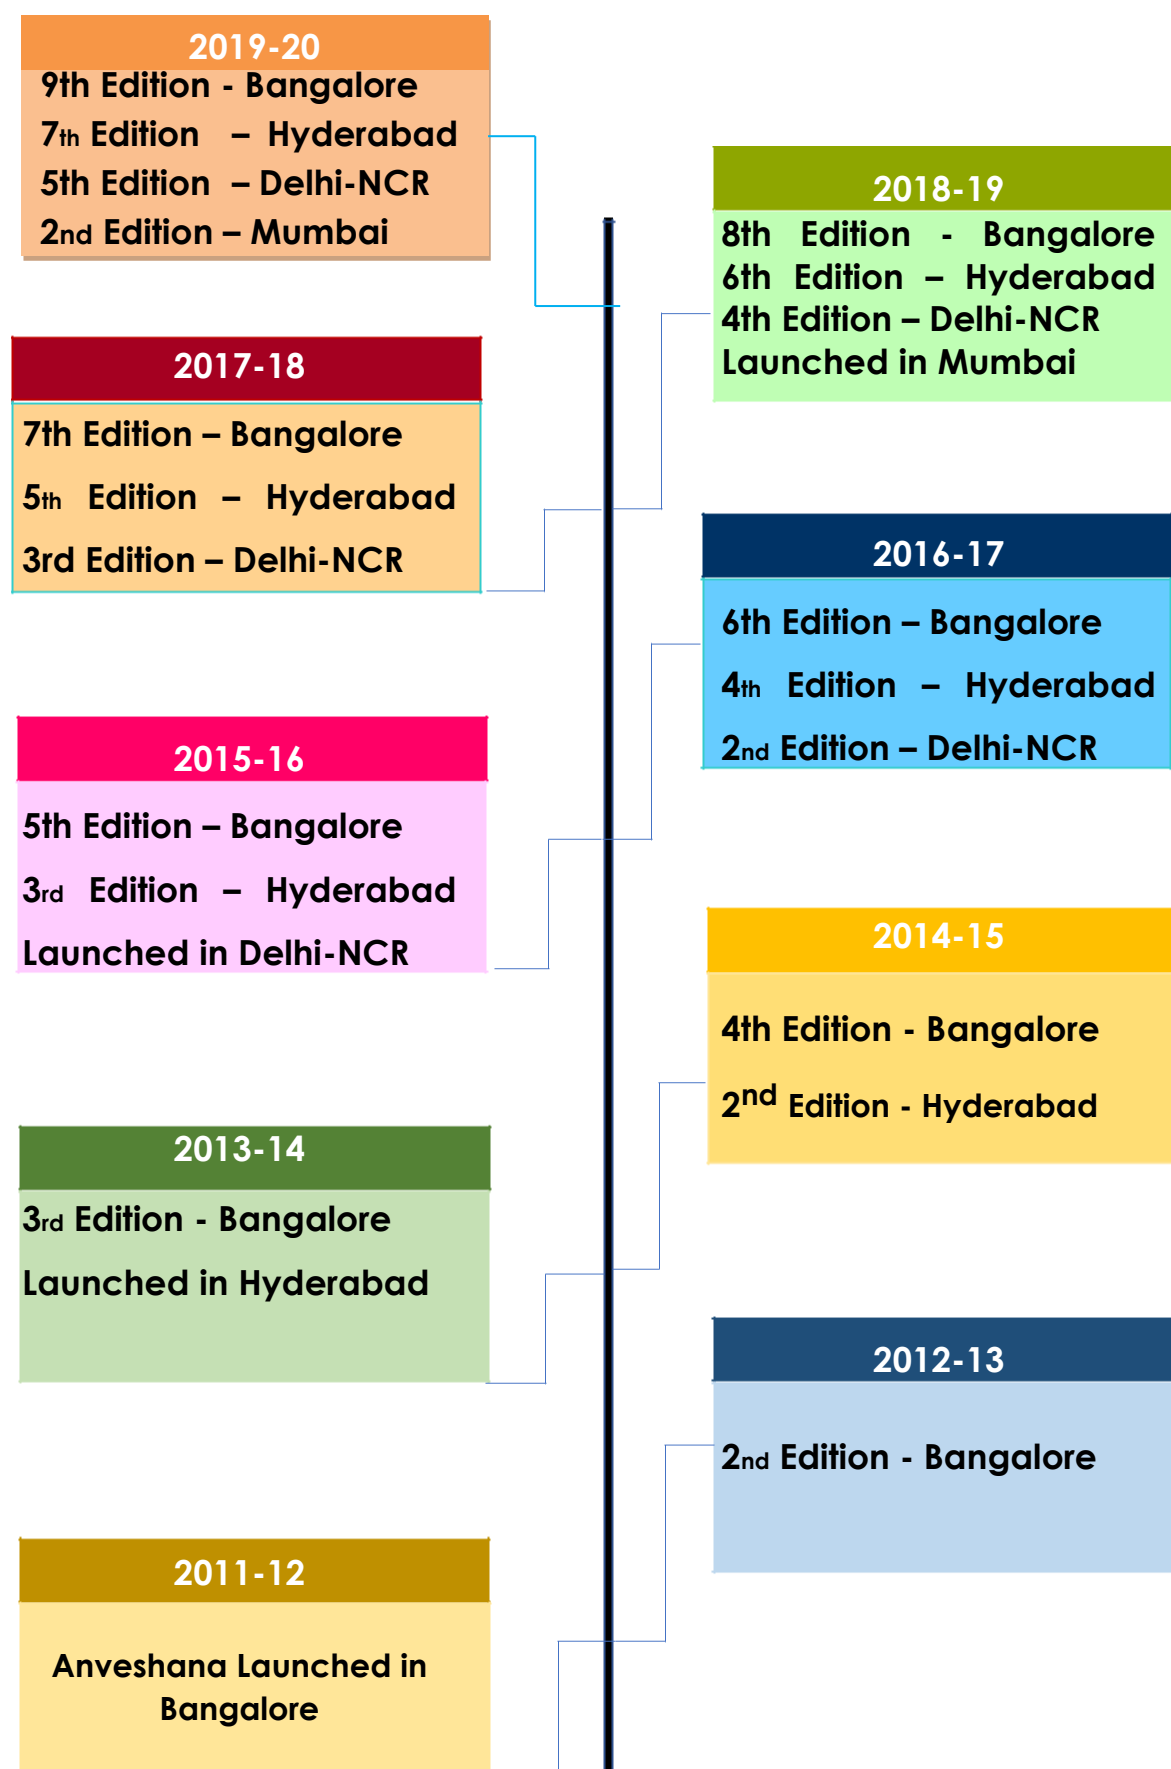 2019-20
9th Edition - Bangalore
7th Edition – Hyderabad
5th Edition – Delhi-NCR
2nd Edition – Mumbai
2018-19
8th Edition - Bangalore
6th Edition – Hyderabad
4th Edition – Delhi-NCR
Launched in Mumbai
2017-18
7th Edition – Bangalore
5th Edition – Hyderabad
3rd Edition – Delhi-NCR
2016-17
6th Edition – Bangalore
4th Edition – Hyderabad
2nd Edition – Delhi-NCR
2015-16
5th Edition – Bangalore
3rd Edition – Hyderabad
Launched in Delhi-NCR
2014-15
4th Edition - Bangalore
2nd Edition - Hyderabad
2013-14
3rd Edition - Bangalore
Launched in Hyderabad
2012-13
2nd Edition - Bangalore
2011-12
Anveshana Launched in
Bangalore